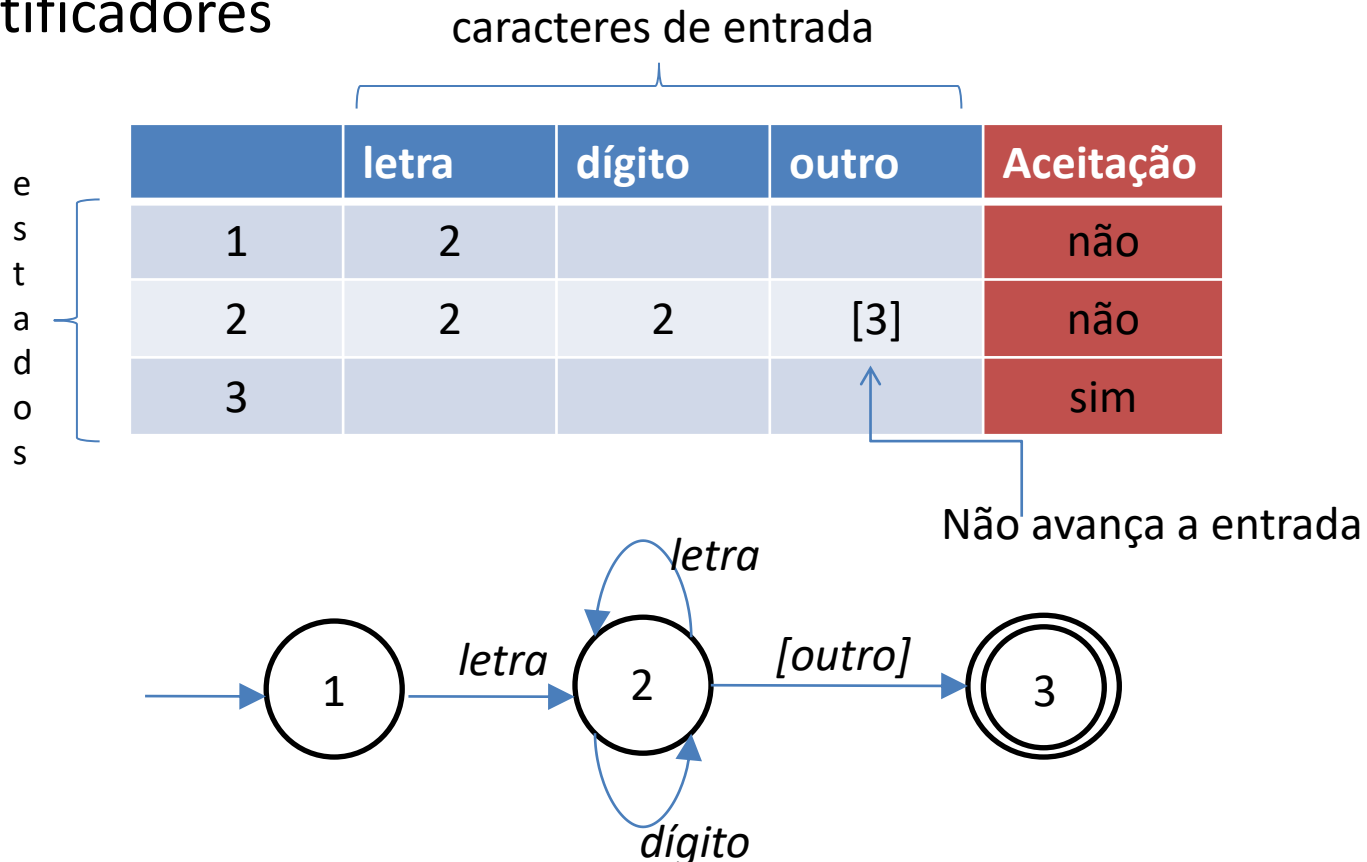 tificadores
caracteres de entrada
letra dígito outro Aceitação
1 2 não
2 2 2 [3] não
3 sim
e
s
t
a
d
o
s
Não avança a entrada
letra
letra
[outro]
1
2
3
dígito